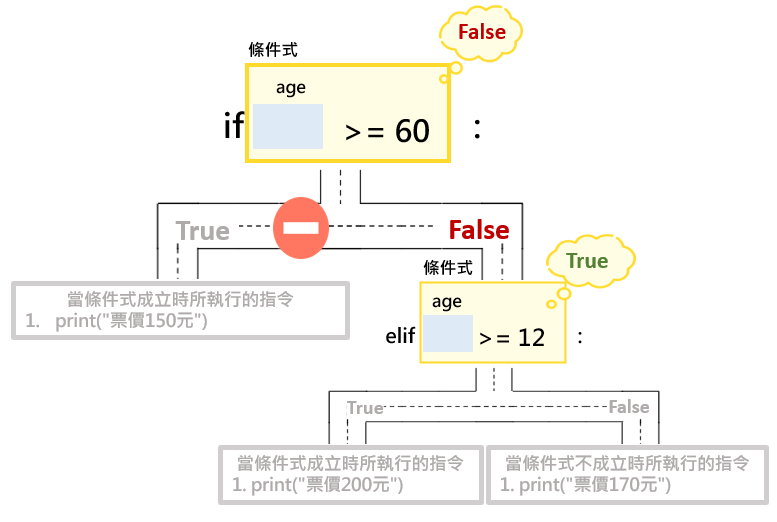 False
條件式
age
if >= 60 :
True
False
條件式
True
當條件式成立時所執行的指令
1. print("票價150元")
age
elif >= 12 :
True
False
當條件式成立時所執行的指令
1. print("票價200元")
當條件式不成立時所執行的指令
1. print("票價170元")